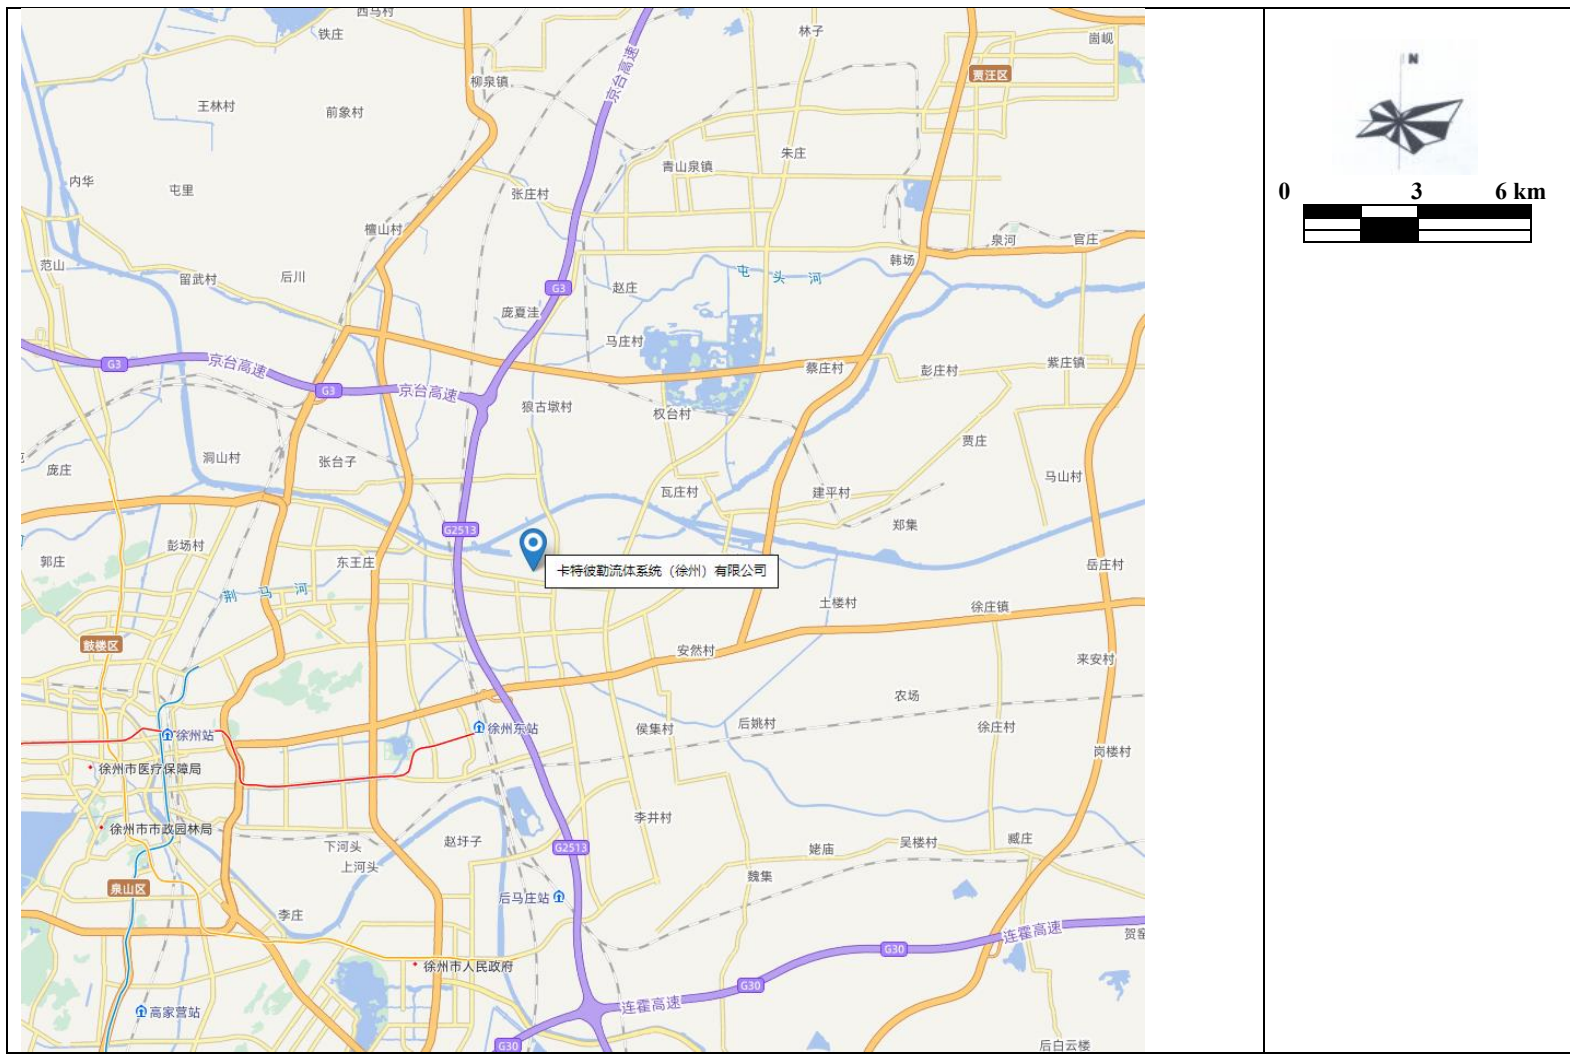 西马村
铁庄
林子
崮岘
N
柳泉镇
京台高速
贾汪区
王林村
前象村
朱庄
青山泉镇
内华
屯里
张庄村
0 3 6 km
檀山村
泉河
官庄
范山
留武村
后川
韩场
屯头河
G3
赵庄
庞夏洼
马庄村
京台高速
G3
G3
京台高速
蔡庄村
彭庄村
紫庄镇
狼古墩村
权台村
贾庄
洞山村
张台子
庞庄
马山村
瓦庄村
建平村
G2513
郑集
彭场村
郭庄
东王庄
岳庄村
卡特彼勒流体系统（徐州）有限公司
荆马河
土楼村
徐庄镇
鼓楼区
安然村
来安村
农场
徐州站
徐州东站
侯集村
后姚村
徐庄村
岗楼村
徐州市医疗保障局
李井村
徐州市市政园林局
赵圩子
下河头
G2513
姥庙
吴楼村
臧庄
上河头
魏集
泉山区
后马庄站
李庄
连霍高速
G30
贺窑
徐州市人民政府
G30
连霍高速
高家营站
G30
后白云楼